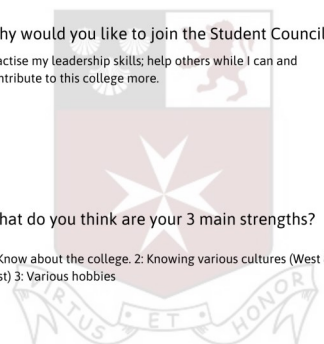 hy would you like to join the Student Council
actise my leadership skills; help others while I can and
ntribute to this college more.
hat do you think are your 3 main strengths?
Know about the college. 2: Knowing various cultures (West
st) 3: Various hobbies
VIRTUS ET HONOR